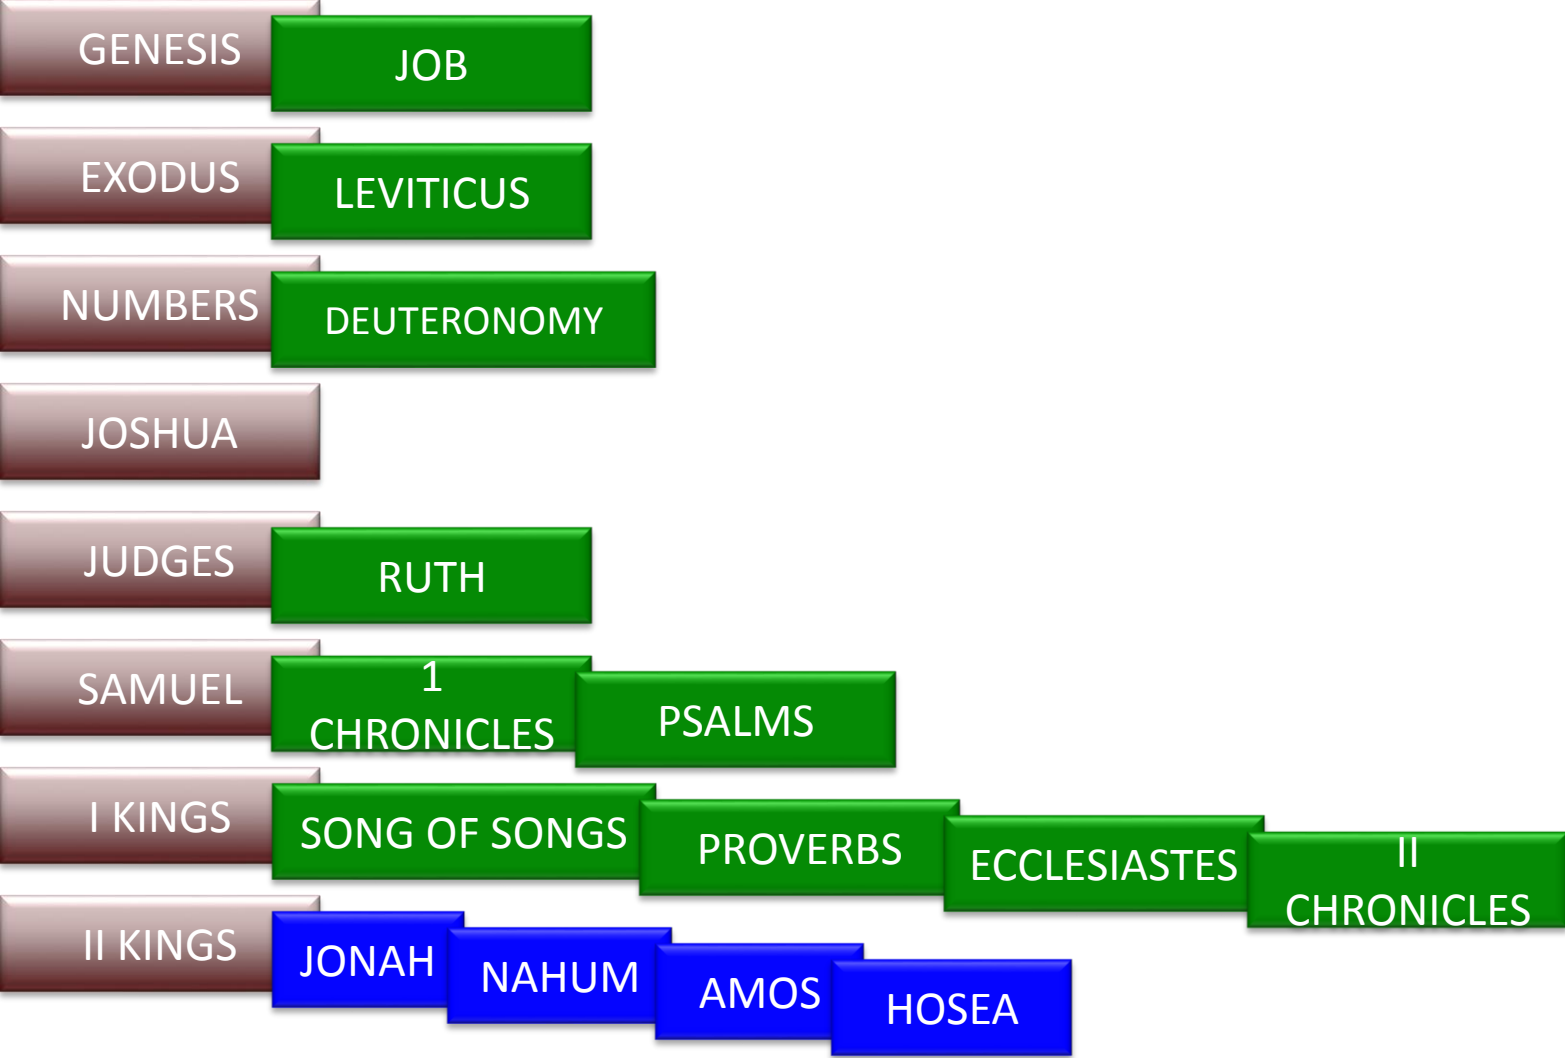 GENESIS
JOB
EXODUS
LEVITICUS
NUMBERS
DEUTERONOMY
JOSHUA
JUDGES
RUTH
SAMUEL
1
CHRONICLES
PSALMS
I KINGS
SONG OF SONGS
PROVERBS
ECCLESIASTES
II
CHRONICLES
II KINGS
JONAH
NAHUM
AMOS
HOSEA